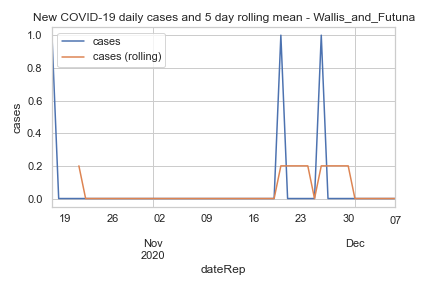 New COVID-19 daily cases and 5 day rolling mean - Wallis_and_Futuna
cases
cases (rolling)
1.0
0.8
0.6
0.4
0.2
0.0
cases
19 26 02 09 16 23 30 07
Nov Dec
2020
dateRep